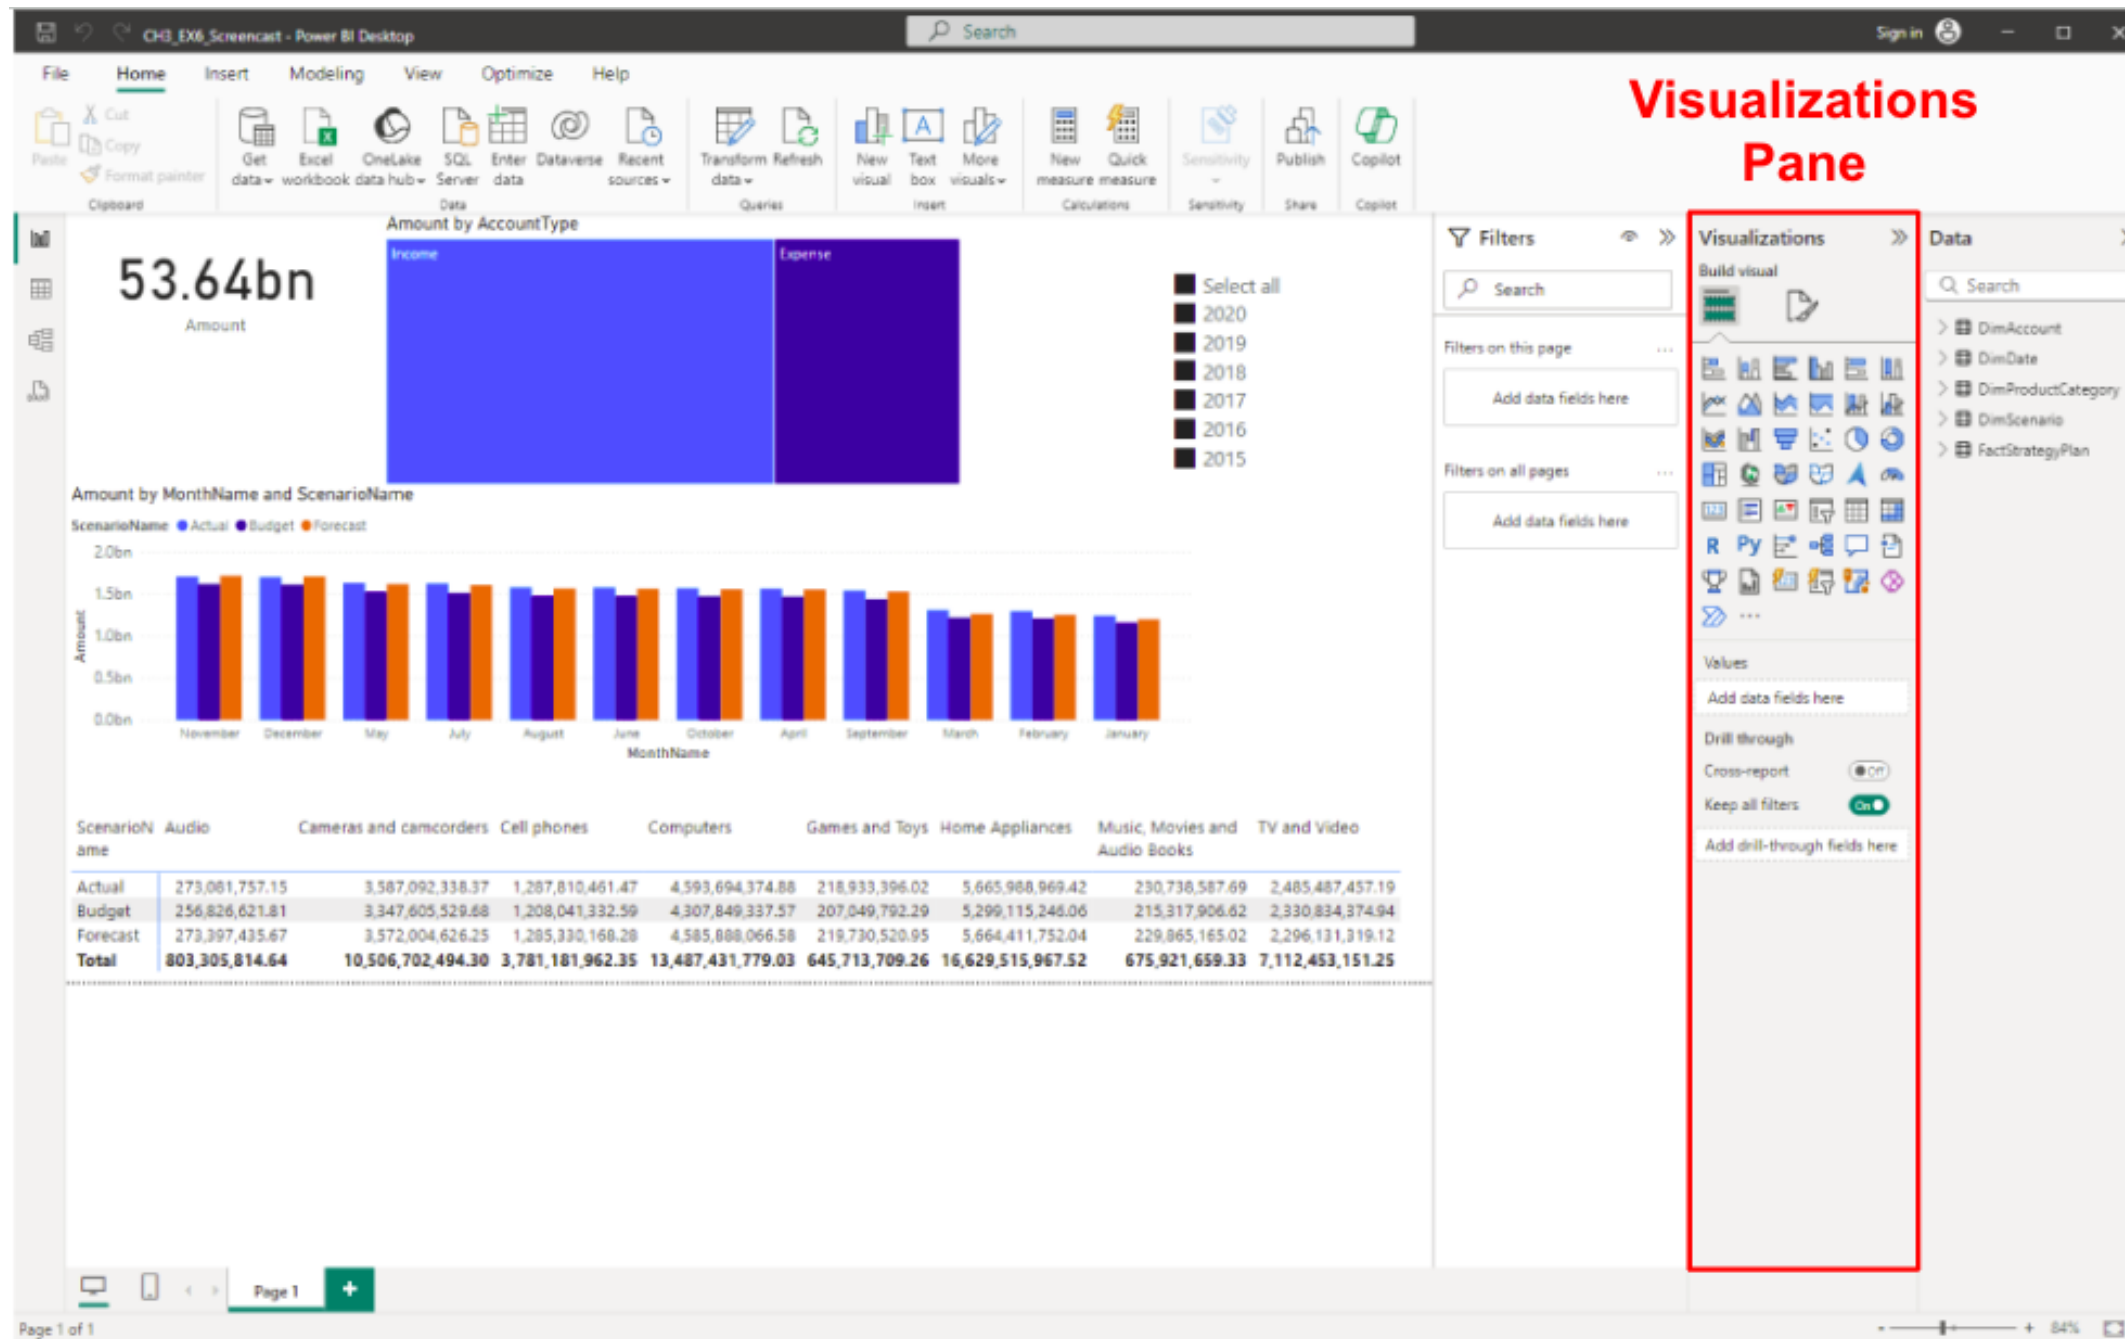 CH3_EX6_Screencast - Power BI Desktop
Search
Sign in
File Home Insert Modeling View Optimize Help
Visualizations
Pane
Paste
Cut
Copy
Format painter
Get data
Excel workbook
OneLake data hub
SQL Server
Enter data
Dataverse
Recent sources
Transform data
Refresh
New visual
Text box
More visuals
New measure
Quick measure
Sensitivity
Publish
Copilot
Clipboard
Data
Queries
Insert
Calculations
Sensitivity
Share
Copilot
53.64bn
Amount
Amount by AccountType
Income
Expense
Select all
2020
2019
2018
2017
2016
2015
Amount by MonthName and ScenarioName
ScenarioName Actual Budget Forecast
2.0bn
1.5bn
1.0bn
0.5bn
0.0bn
Amount
November December May July August June October April September March February January
MonthName
ScenarioN Audio Cameras and camcorders Cell phones Computers Games and Toys Home Appliances Music, Movies and TV and Video
ame Audio Books
Actual 273,081,757.15 3,587,092,338.37 1,287,810,461.47 4,593,694,374.88 218,933,396.02 5,665,988,969.42 230,738,587.69 2,485,487,457.19
Budget 256,826,621.81 3,347,605,529.68 1,208,041,332.59 4,307,849,337.57 207,049,792.29 5,299,115,246.06 215,317,906.62 2,330,834,374.94
Forecast 273,397,435.67 3,572,004,626.25 1,285,330,168.28 4,585,888,066.58 219,730,520.95 5,664,411,752.04 229,865,165.02 2,296,131,319.12
Total 803,305,814.64 10,506,702,494.30 3,781,181,962.35 13,487,431,779.03 645,713,709.26 16,629,515,967.52 675,921,659.33 7,112,453,151.25
Filters
Search
Filters on this page
Add data fields here
Filters on all pages
Add data fields here
Visualizations
Build visual
123
R Py
Values
Add data fields here
Drill through
Cross-report Off
Keep all filters On
Add drill-through fields here
Data
Search
DimAccount
DimDate
DimProductCategory
DimScenario
FactStrategyPlan
Page 1
Page 1 of 1
84%